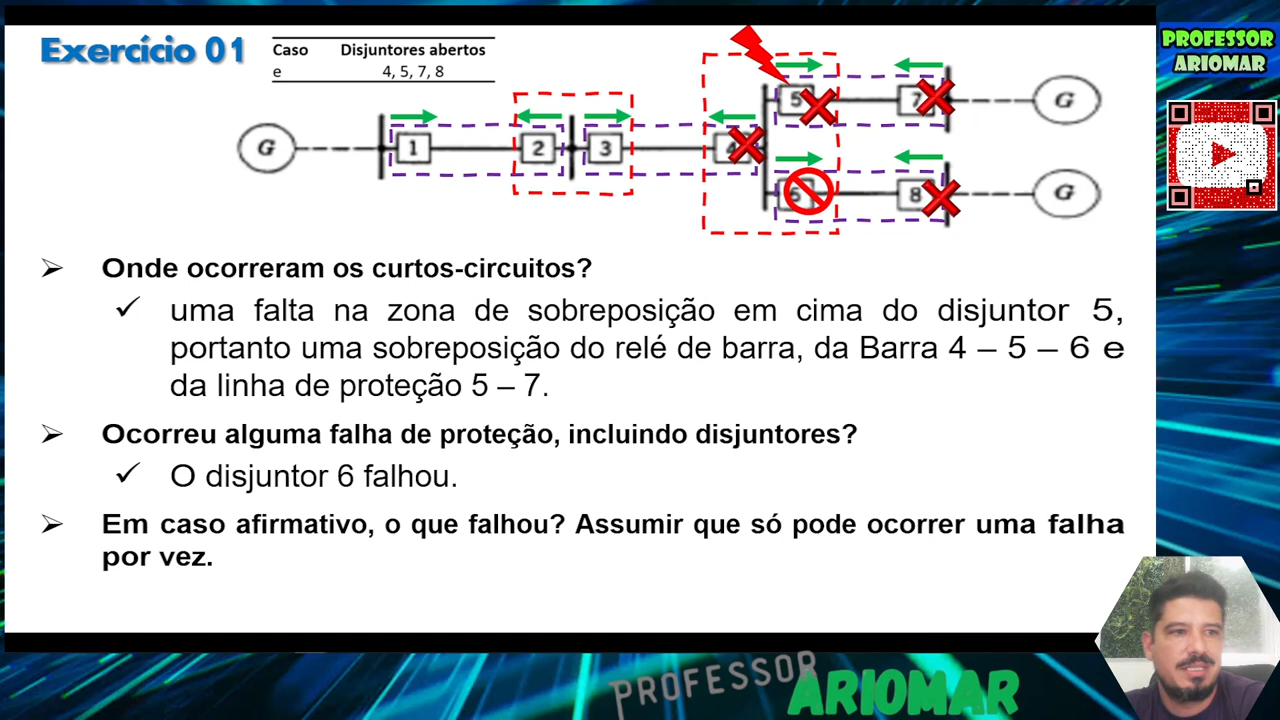 Exercício 01
Caso Disjuntores abertos
e 4, 5, 7, 8
PROFESSOR
ARIOMAR
5 7 G
G 1 2 3 4
6 8 G
➢ Onde ocorreram os curtos-circuitos?
✓ uma falta na zona de sobreposição em cima do disjuntor 5,
portanto uma sobreposição do relé de barra, da Barra 4 – 5 – 6 e
da linha de proteção 5 – 7.
➢ Ocorreu alguma falha de proteção, incluindo disjuntores?
✓ O disjuntor 6 falhou.
➢ Em caso afirmativo, o que falhou? Assumir que só pode ocorrer uma falha
por vez.
PROFESSOR
ARIOMAR